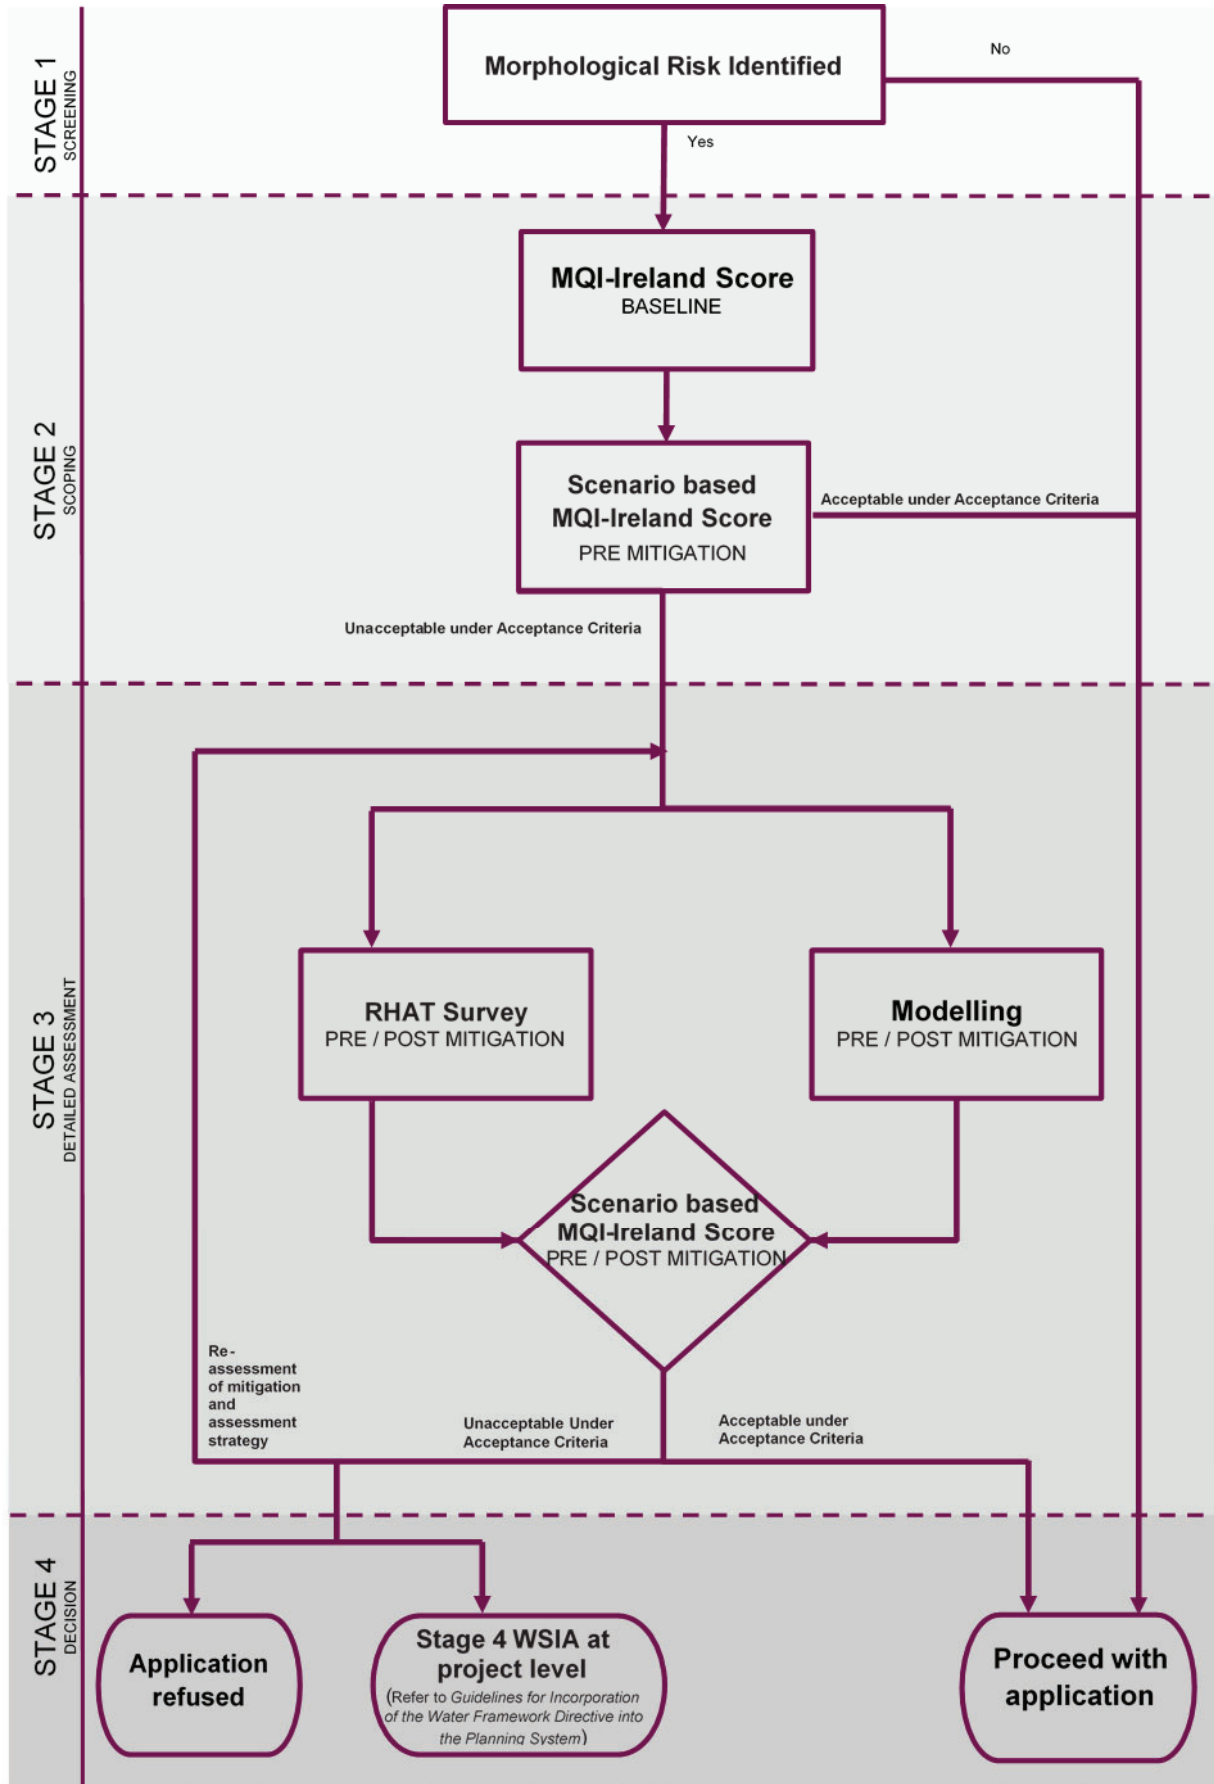 STAGE 1
SCREENING
Morphological Risk Identified
No
Yes
STAGE 2
SCOPING
MQI-Ireland Score
BASELINE
Scenario based
MQI-Ireland Score
PRE MITIGATION
Acceptable under Acceptance Criteria
Unacceptable under Acceptance Criteria
STAGE 3
DETAILED ASSESSMENT
RHAT Survey
PRE / POST MITIGATION
Modelling
PRE / POST MITIGATION
Scenario based
MQI-Ireland Score
PRE / POST MITIGATION
Re-
assessment
of mitigation
and
assessment
strategy
Unacceptable Under
Acceptance Criteria
Acceptable under
Acceptance Criteria
STAGE 4
DECISION
Application
refused
Stage 4 WSIA at
project level
(Refer to Guidelines for Incorporation
of the Water Framework Directive into
the Planning System)
Proceed with
application